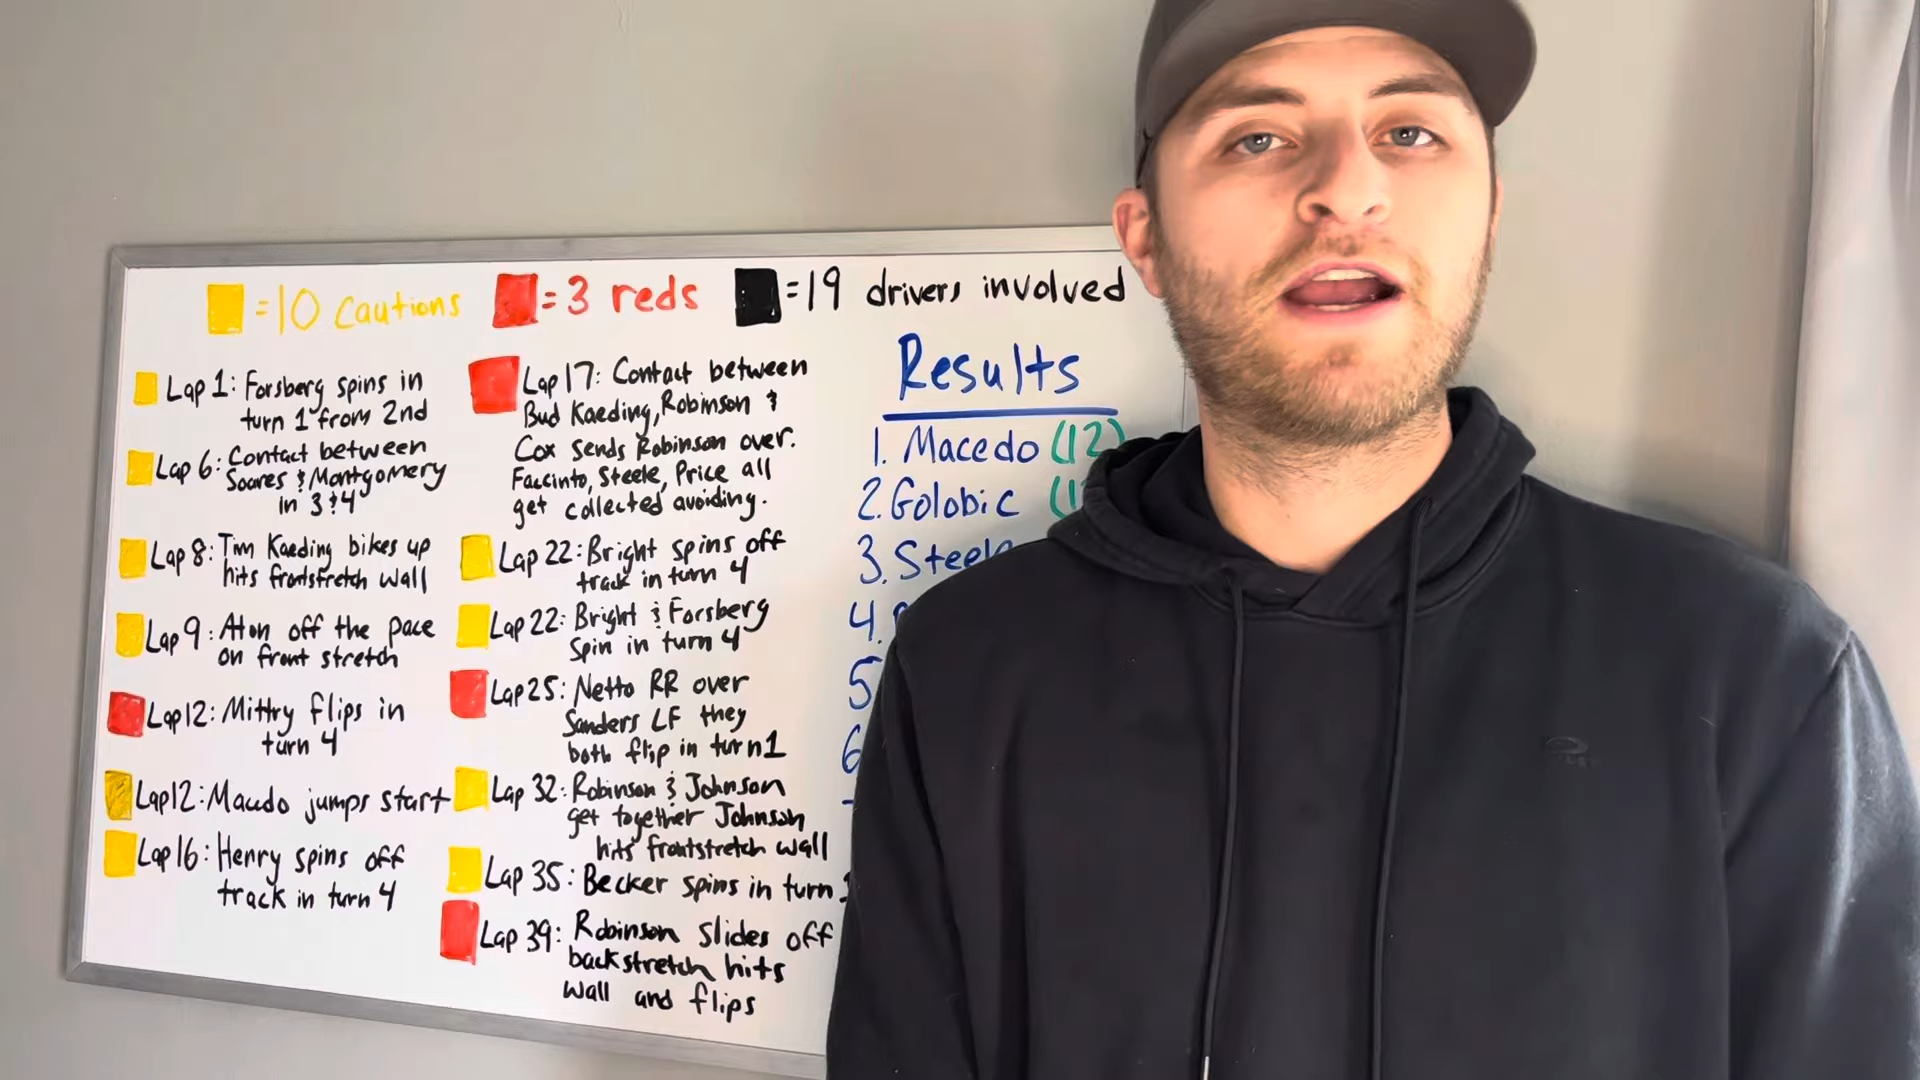 =10 cautions
=3 reds
=19 drivers involved
Lap 1: Forsberg spins in
turn 1 from 2nd
Lap 6: Contact between
Soares & Montgomery
in 3&4
Lap 8: Tim Kaeding bikes up
hits frontstretch wall
Lap 9: Aton off the pace
on front stretch
Lap12: Mittry flips in
turn 4
Lap12: Macedo jumps start
Lap 16: Henry spins off
track in turn 4
Lap 17: Contact between
Bud Kaeding, Robinson &
Cox sends Robinson over.
Faccinto, Steele, Price all
get collected avoiding.
Lap 22: Bright spins off
track in turn 4
Lap 22: Bright & Forsberg
Spin in turn 4
Lap 25: Netto RR over
Sanders LF they
both flip in turn 1
Lap 32: Robinson & Johnson
get together Johnson
hits frontstretch wall
Lap 35: Becker spins in turn
Lap 39: Robinson slides off
backstretch hits
wall and flips
Results
1. Macedo (12)
2. Golobic
3. Steele
4.
5
6